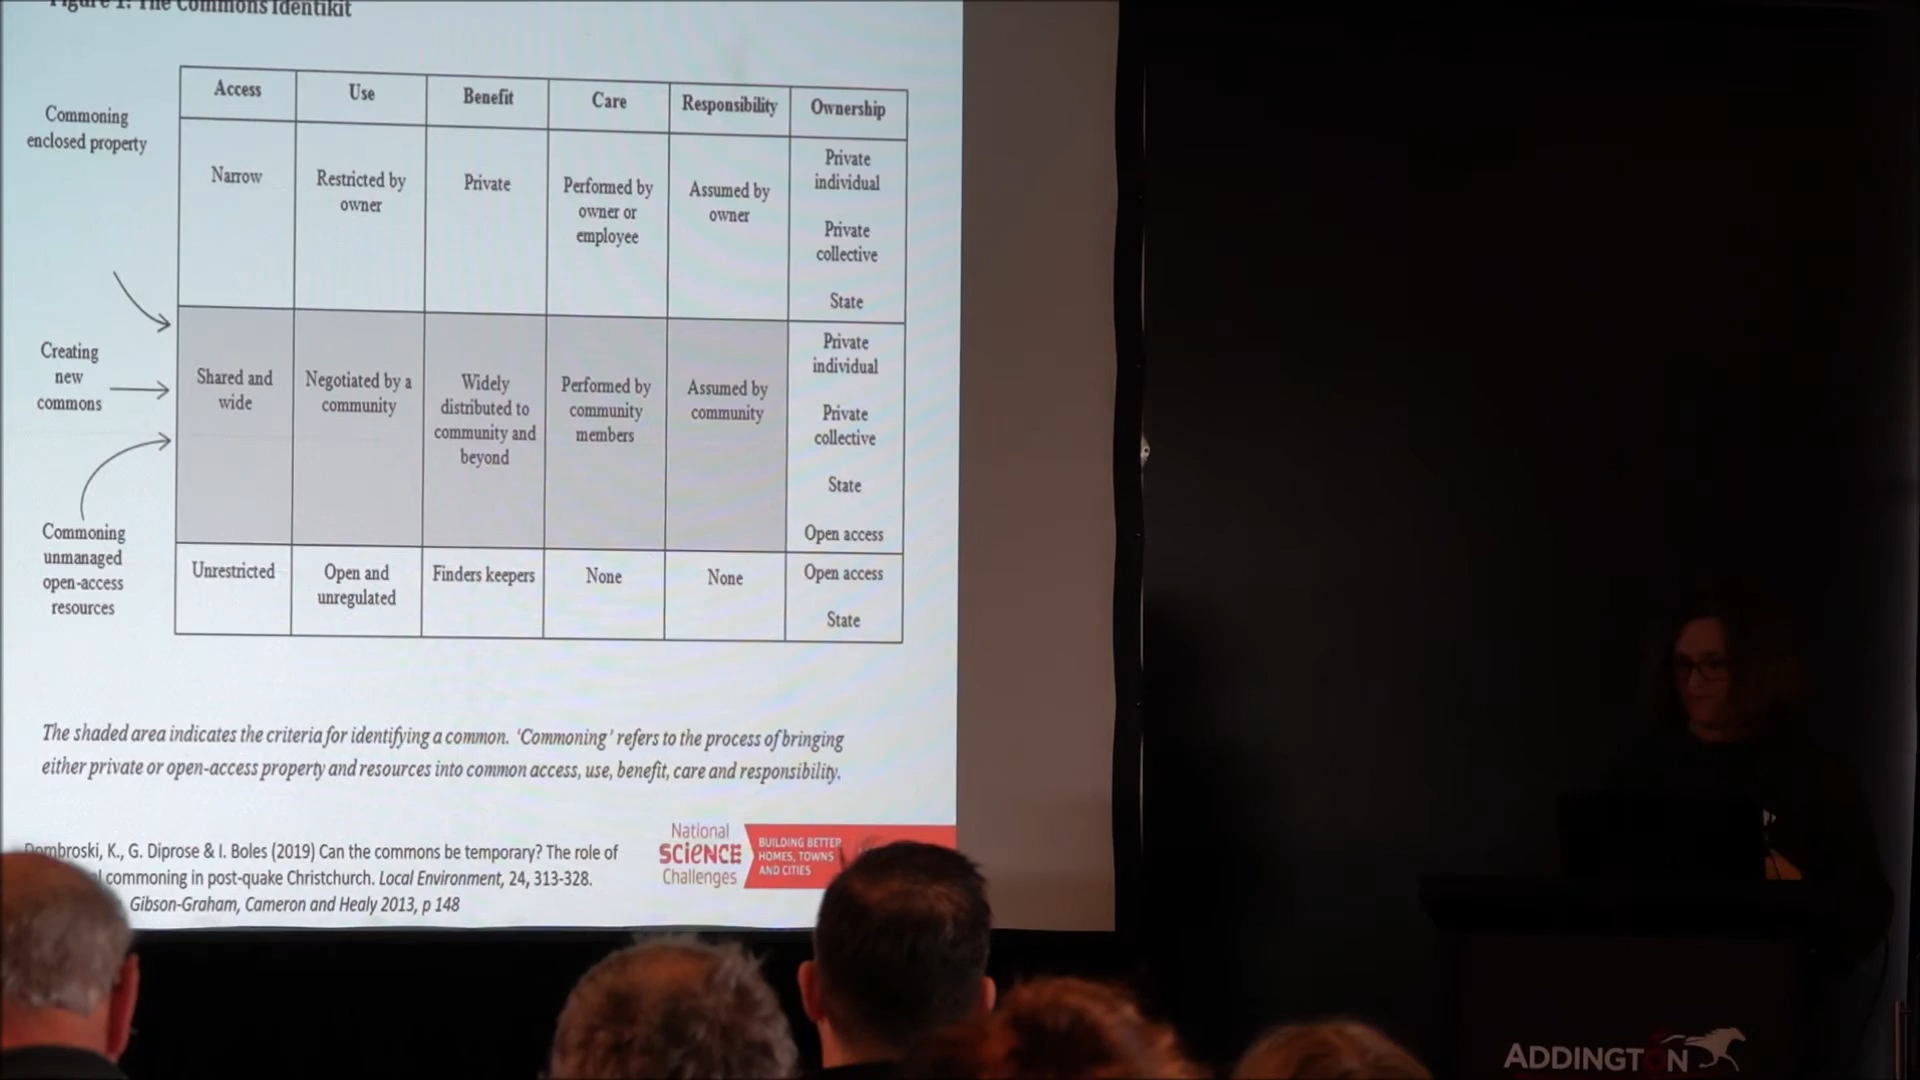 Figure 1: The Commons Identikit
Access Use Benefit Care Responsibility Ownership
Commoning
enclosed property
Narrow
Restricted by
owner
Private
Performed by
owner or
employee
Assumed by
owner
Private
individual
Private
collective
State
Creating
new
commons
Shared and
wide
Negotiated by a
community
Widely
distributed to
community and
beyond
Performed by
community
members
Assumed by
community
Private
individual
Private
collective
State
Open access
Commoning
unmanaged
open-access
resources
Unrestricted
Open and
unregulated
Finders keepers
None
None
Open access
State
The shaded area indicates the criteria for identifying a common. 'Commoning' refers to the process of bringing
either private or open-access property and resources into common access, use, benefit, care and responsibility.
Dombroski, K., G. Diprose & I. Boles (2019) Can the commons be temporary? The role of
commoning in post-quake Christchurch. Local Environment, 24, 313-328.
Gibson-Graham, Cameron and Healy 2013, p 148
National
SCIENCE
Challenges
BUILDING BETTER
HOMES, TOWNS
AND CITIES
ADDINGTON